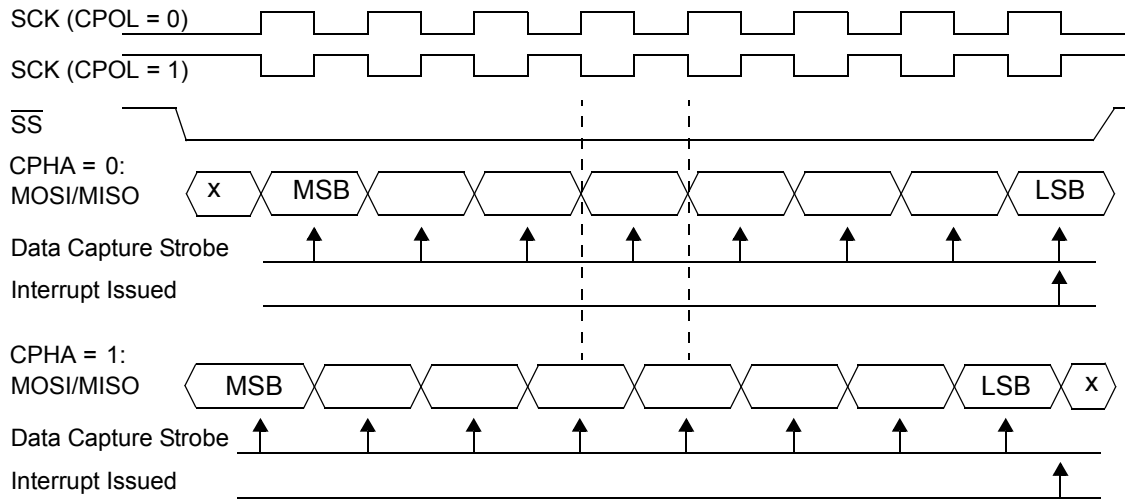 SCK (CPOL = 0)
SCK (CPOL = 1)
SS
CPHA = 0:
MOSI/MISO
x
MSB
LSB
Data Capture Strobe
Interrupt Issued
CPHA = 1:
MOSI/MISO
MSB
LSB
x
Data Capture Strobe
Interrupt Issued